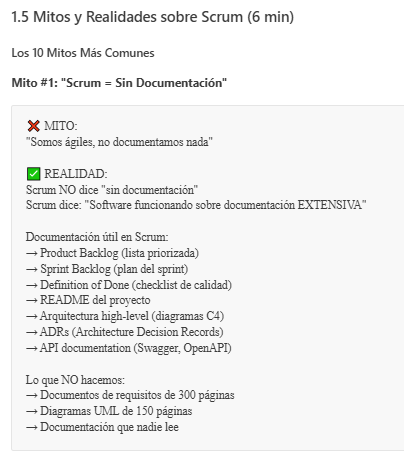 1.5 Mitos y Realidades sobre Scrum (6 min)
Los 10 Mitos Más Comunes
Mito #1: "Scrum = Sin Documentación"
❌ MITO:
"Somos ágiles, no documentamos nada"
✅ REALIDAD:
Scrum NO dice "sin documentación"
Scrum dice: "Software funcionando sobre documentación EXTENSIVA"
Documentación útil en Scrum:
→ Product Backlog (lista priorizada)
→ Sprint Backlog (plan del sprint)
→ Definition of Done (checklist de calidad)
→ README del proyecto
→ Arquitectura high-level (diagramas C4)
→ ADRs (Architecture Decision Records)
→ API documentation (Swagger, OpenAPI)
Lo que NO hacemos:
→ Documentos de requisitos de 300 páginas
→ Diagramas UML de 150 páginas
→ Documentación que nadie lee